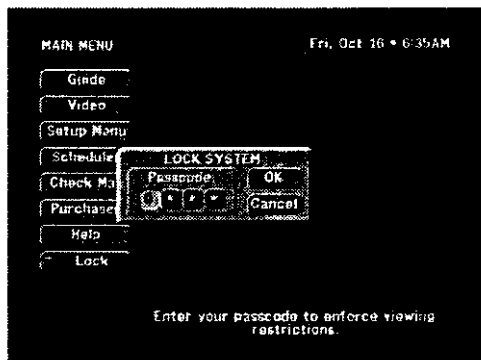 MAIN MENU
Fri, Oct 16 • 6:35AM
Guide
Video
Setup Menu
Scheduler
Check Ma
Purchase
Help
Lock
LOCK SYSTEM
Passcode
OK
* * *
Cancel
Enter your passcode to enforce viewing
restrictions.